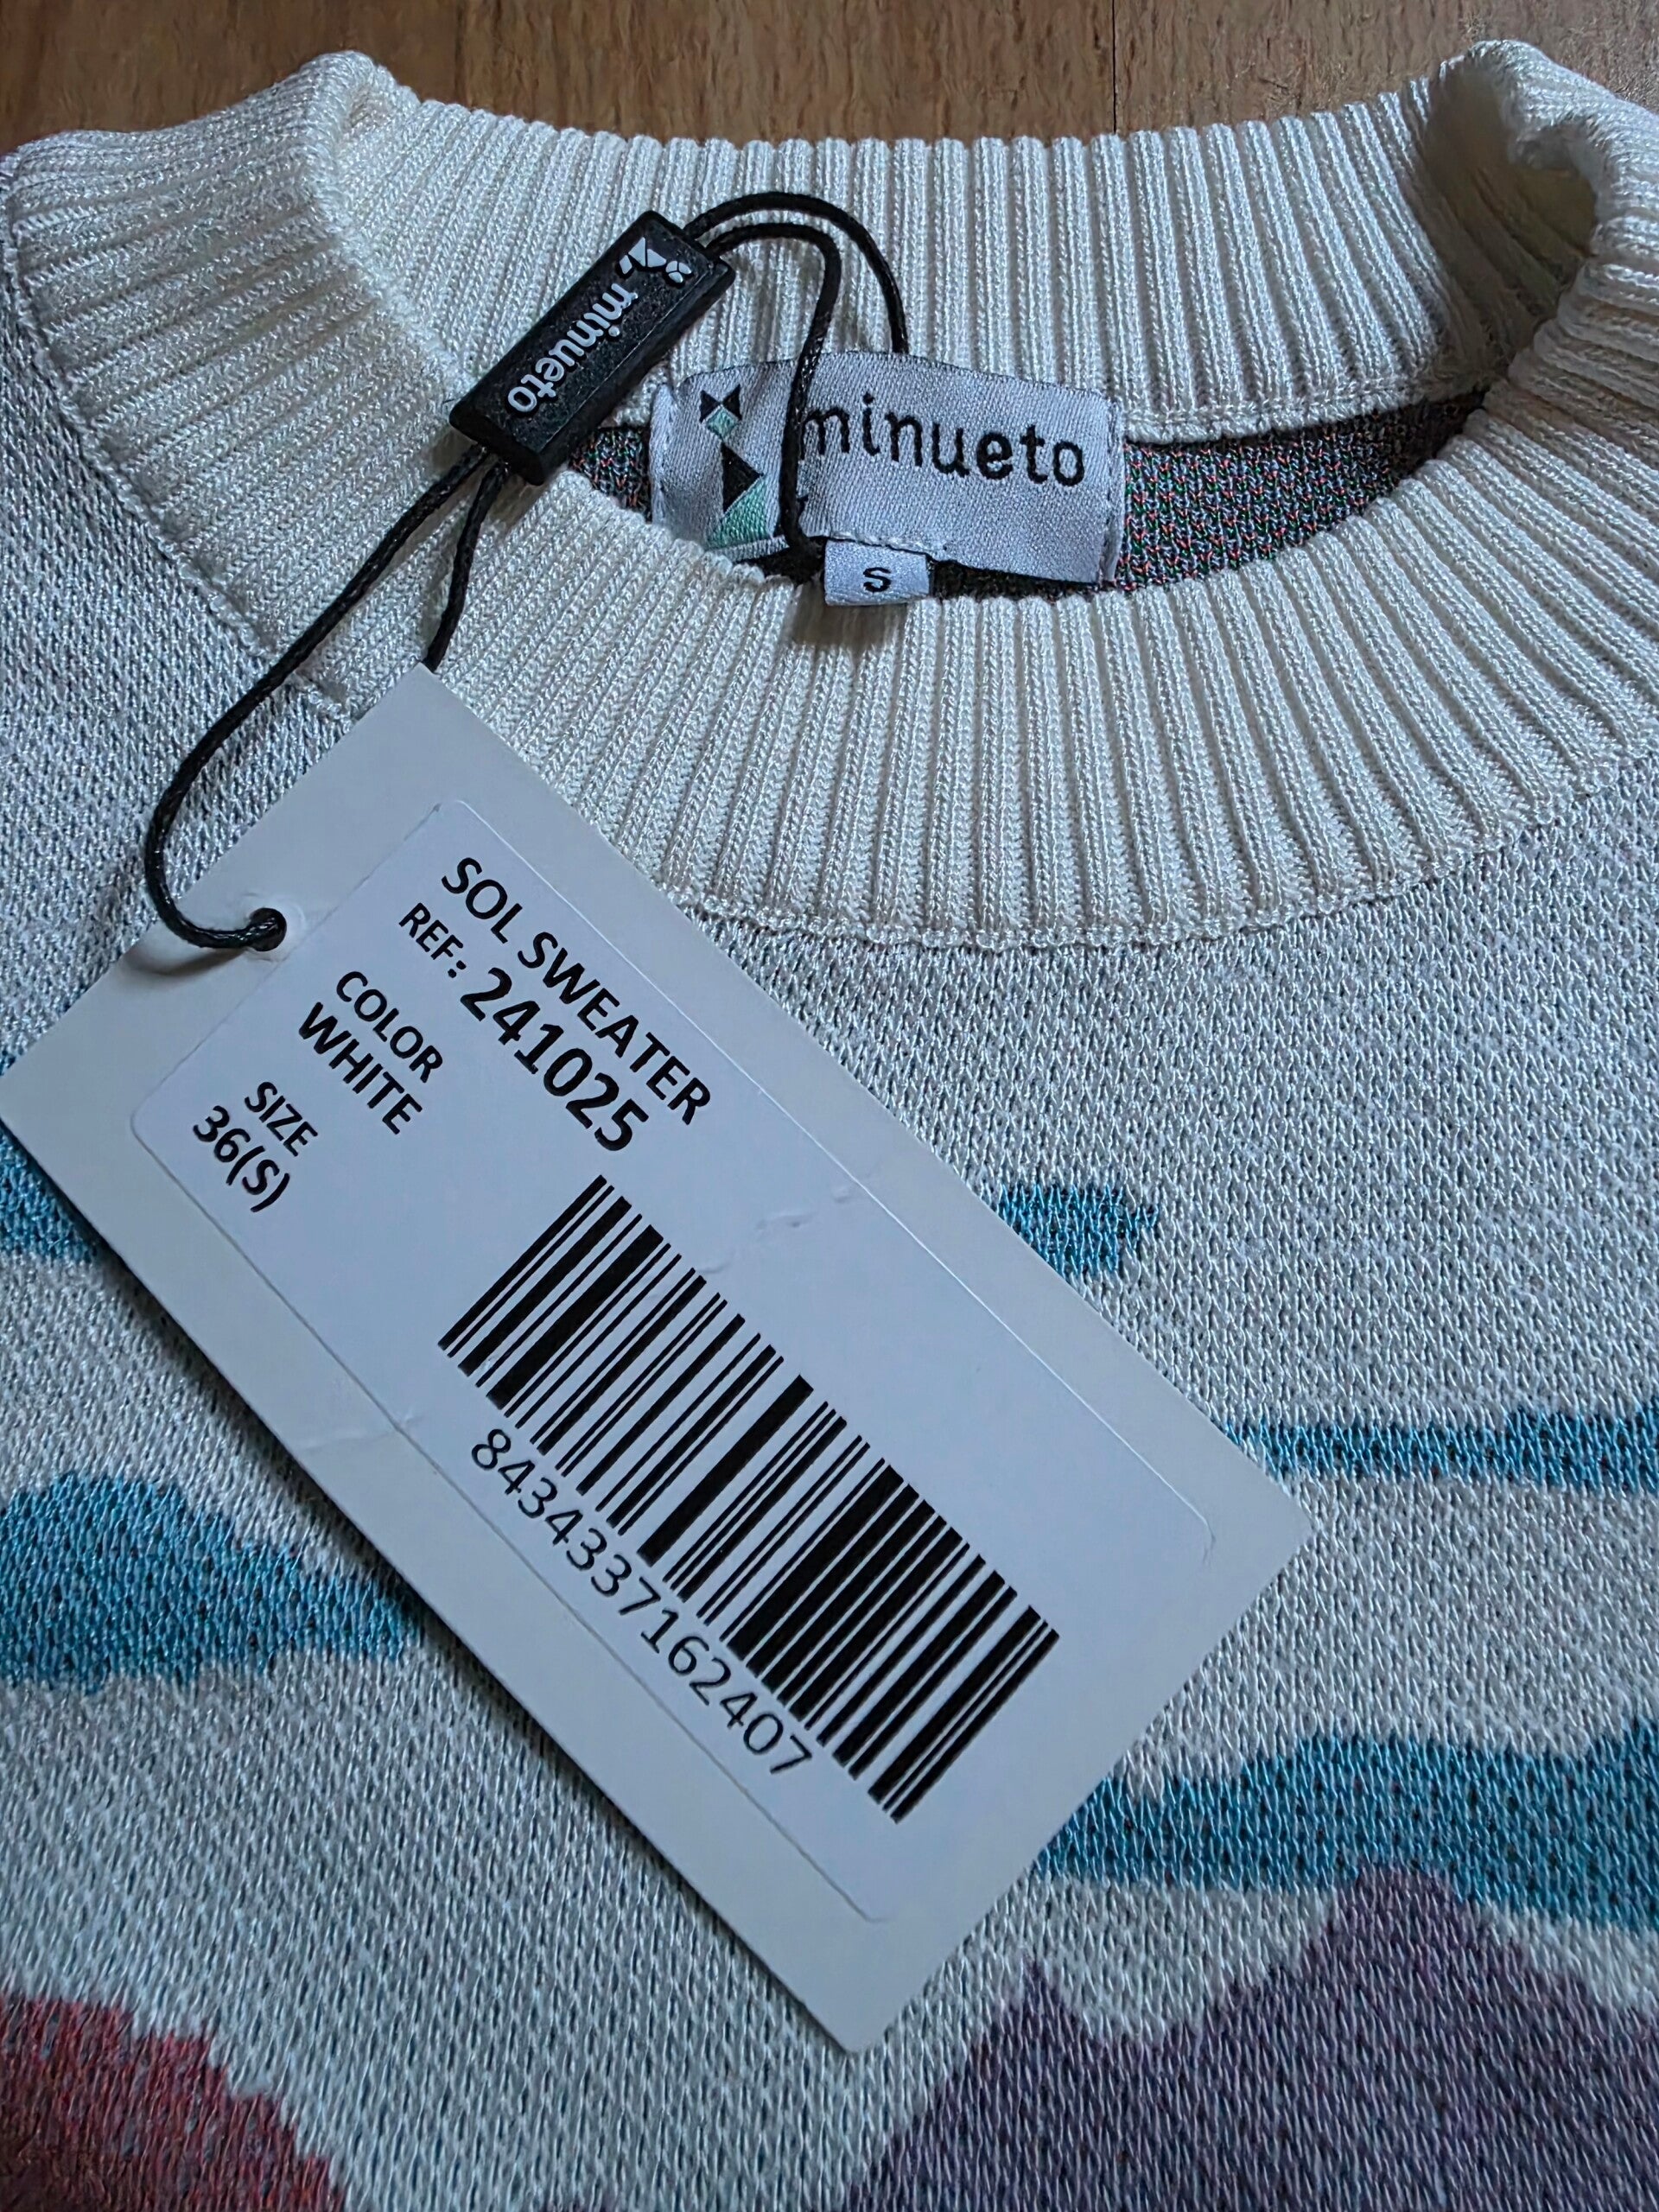 minueto
minueto
S
SOL SWEATER
REF: 241025
COLOR
WHITE
SIZE
36(S)
8434337162407